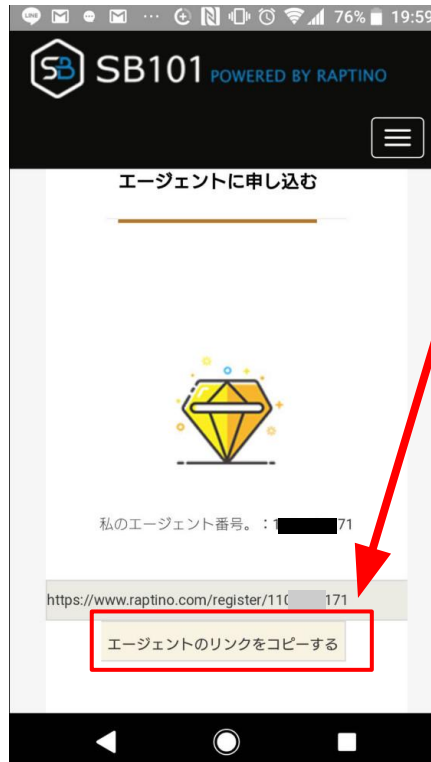 76% 19:59
SB SB101 POWERED BY RAPTINO
エージェントに申し込む
私のエージェント番号。：1 71
https://www.raptino.com/register/110 171
エージェントのリンクをコピーする